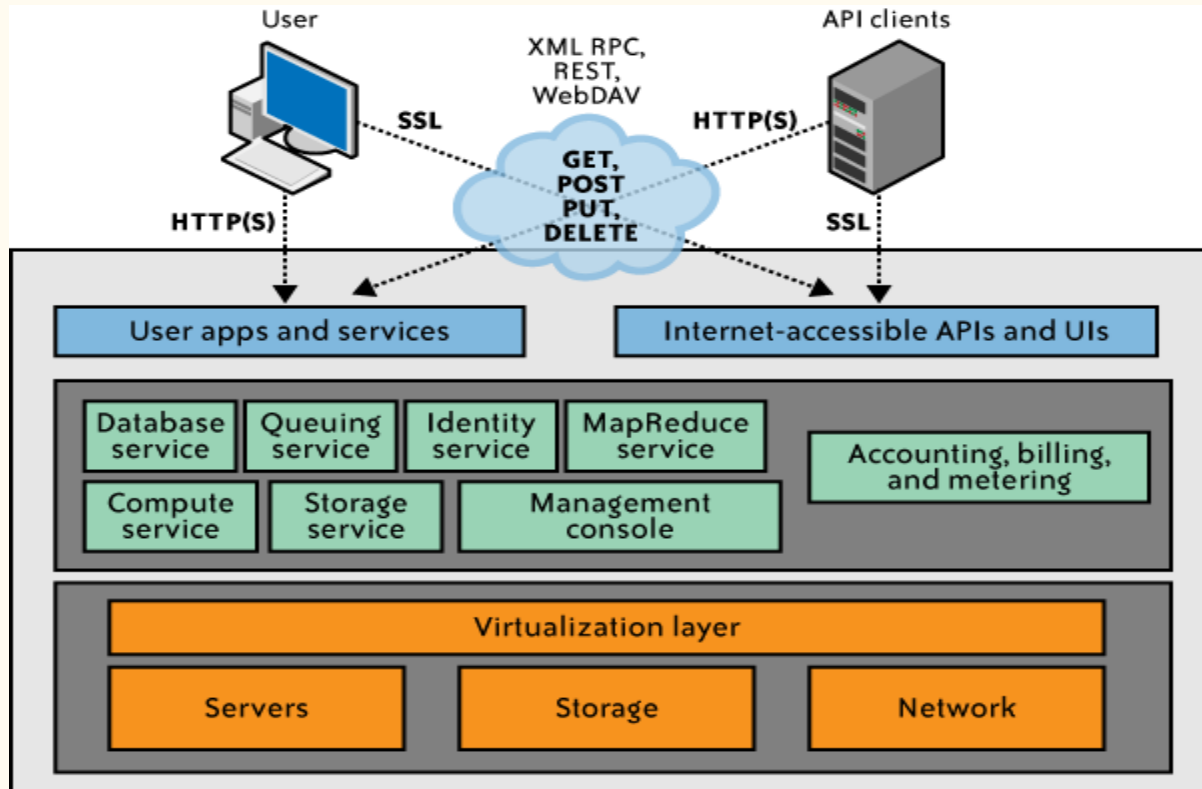 User
API clients
XML RPC,
REST,
WebDAV
SSL
HTTP(S)
GET,
POST
PUT,
DELETE
HTTP(S)
SSL
User apps and services
Internet-accessible APIs and UIs
Database
service
Queuing
service
Identity
service
MapReduce
service
Accounting, billing,
and metering
Compute
service
Storage
service
Management
console
Virtualization layer
Servers
Storage
Network